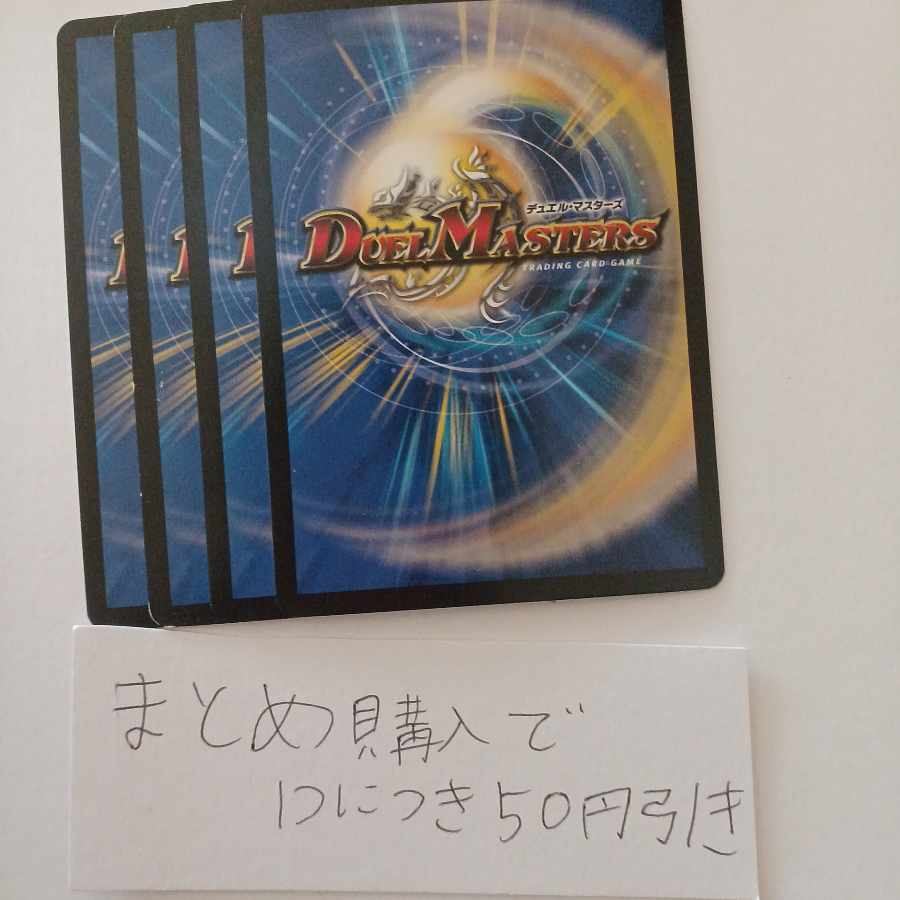 デュエル・マスターズ
DUEL MASTERS
TRADING CARD GAME
まとめ購入で
1つにつき50円引き